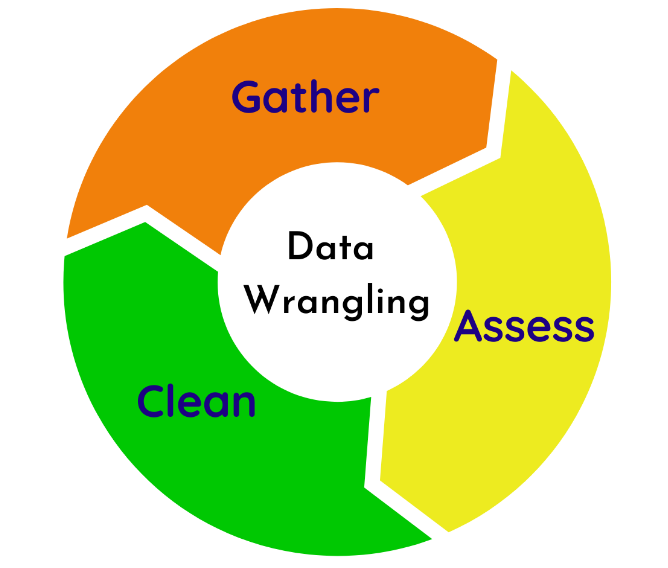 Gather
Data
Wrangling
Assess
Clean